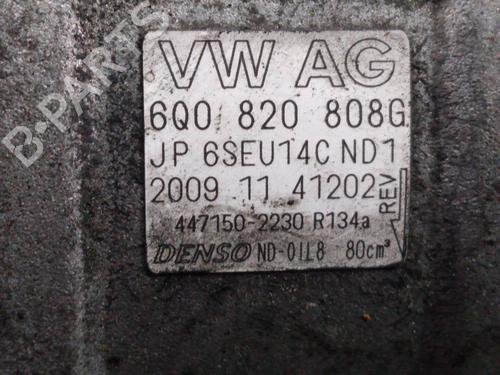 VW AG
6Q0 820 808G
JP 6SEU14C ND1
2009 11 41202
REV
447150-2230 R134a
DENSO ND-OIL8 80cm³
B-PARTS